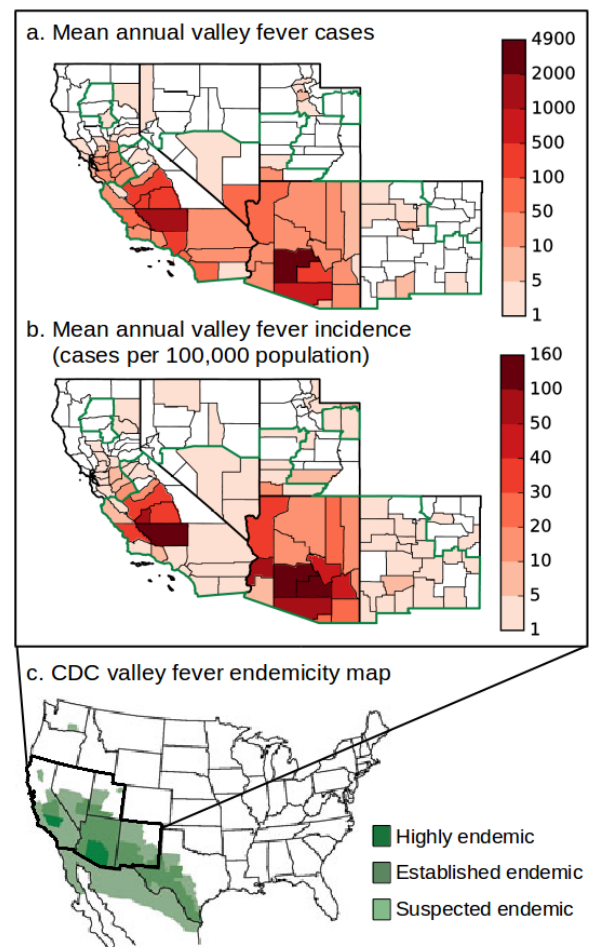 a. Mean annual valley fever cases
4900
2000
1000
500
100
50
10
5
1
b. Mean annual valley fever incidence
(cases per 100,000 population)
160
100
50
40
30
20
10
5
1
c. CDC valley fever endemicity map
Highly endemic
Established endemic
Suspected endemic